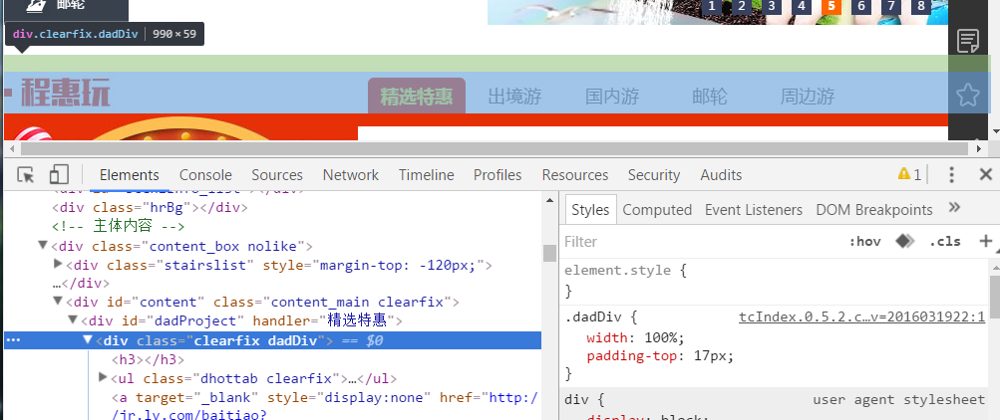 邮轮
1 2 3 4 5 6 7 8
div.clearfix.dadDiv | 990 × 59
程惠玩
精选特惠 出境游 国内游 邮轮 周边游
Elements Console Sources Network Timeline Profiles Resources Security Audits 1
<div class="hrBg"></div>
<!-- 主体内容 -->
<div class="content_box nolike">
<div class="stairslist" style="margin-top: -120px;">
…</div>
<div id="content" class="content_main clearfix">
<div id="dadProject" handler="精选特惠">
<div class="clearfix dadDiv"> == $0
<h3></h3>
<ul class="dhottab clearfix">…</ul>
<a target="_blank" style="display:none" href="http:/
/jr.ly.com/baitiao?
Styles Computed Event Listeners DOM Breakpoints »
Filter :hov .cls +
element.style {
}
.dadDiv { tcIndex.0.5.2.c…v=2016031922:1
width: 100%;
padding-top: 17px;
}
div { user agent stylesheet
display: block;